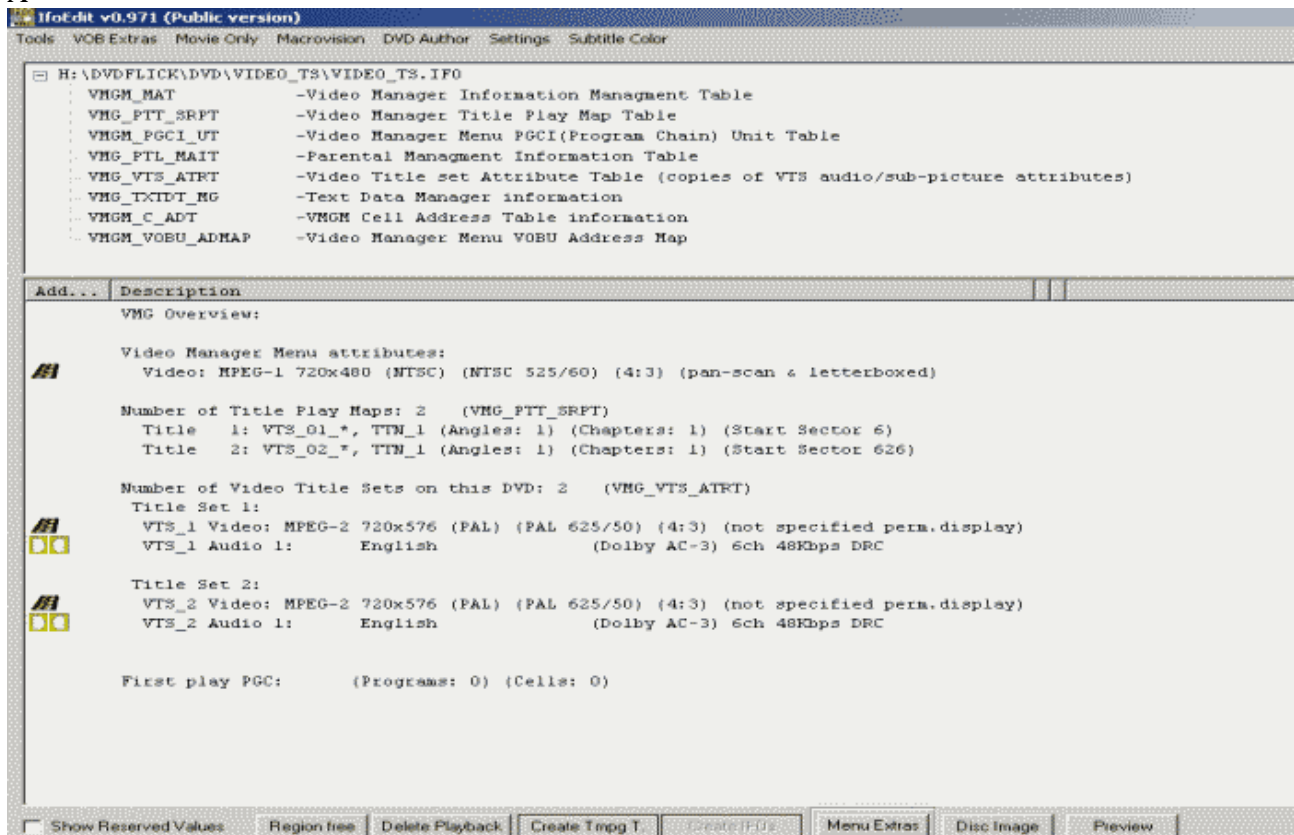 IfoEdit v0.971 (Public version)
Tools VOB Extras Movie Only Macrovision DVD Author Settings Subtitle Color
H:\DVDFLICK\DVD\VIDEO_TS\VIDEO_TS.IFO
VMGM_MAT -Video Manager Information Managment Table
VMG_PTT_SRPT -Video Manager Title Play Map Table
VMGM_PGCI_UT -Video Manager Menu PGCI(Program Chain) Unit Table
VMG_PTL_MAIT -Parental Managment Information Table
VMG_VTS_ATRT -Video Title set Attribute Table (copies of VTS audio/sub-picture attributes)
VMG_TXTDT_MG -Text Data Manager information
VMGM_C_ADT -VMGM Cell Address Table information
VMGM_VOBU_ADMAP -Video Manager Menu VOBU Address Map
Add... Description
VMG Overview:
Video Manager Menu attributes:
Video: MPEG-1 720x480 (NTSC) (NTSC 525/60) (4:3) (pan-scan & letterboxed)
Number of Title Play Maps: 2 (VMG_PTT_SRPT)
Title 1: VTS_01_*, TTN_1 (Angles: 1) (Chapters: 1) (Start Sector 6)
Title 2: VTS_02_*, TTN_1 (Angles: 1) (Chapters: 1) (Start Sector 626)
Number of Video Title Sets on this DVD: 2 (VMG_VTS_ATRT)
Title Set 1:
VTS_1 Video: MPEG-2 720x576 (PAL) (PAL 625/50) (4:3) (not specified perm.display)
VTS_1 Audio 1: English (Dolby AC-3) 6ch 48Kbps DRC
Title Set 2:
VTS_2 Video: MPEG-2 720x576 (PAL) (PAL 625/50) (4:3) (not specified perm.display)
VTS_2 Audio 1: English (Dolby AC-3) 6ch 48Kbps DRC
First play PGC: (Programs: 0) (Cells: 0)
Show Reserved Values Region free Delete Playback Create Tmpg T. Create IFOs Menu Extras Disc Image Preview